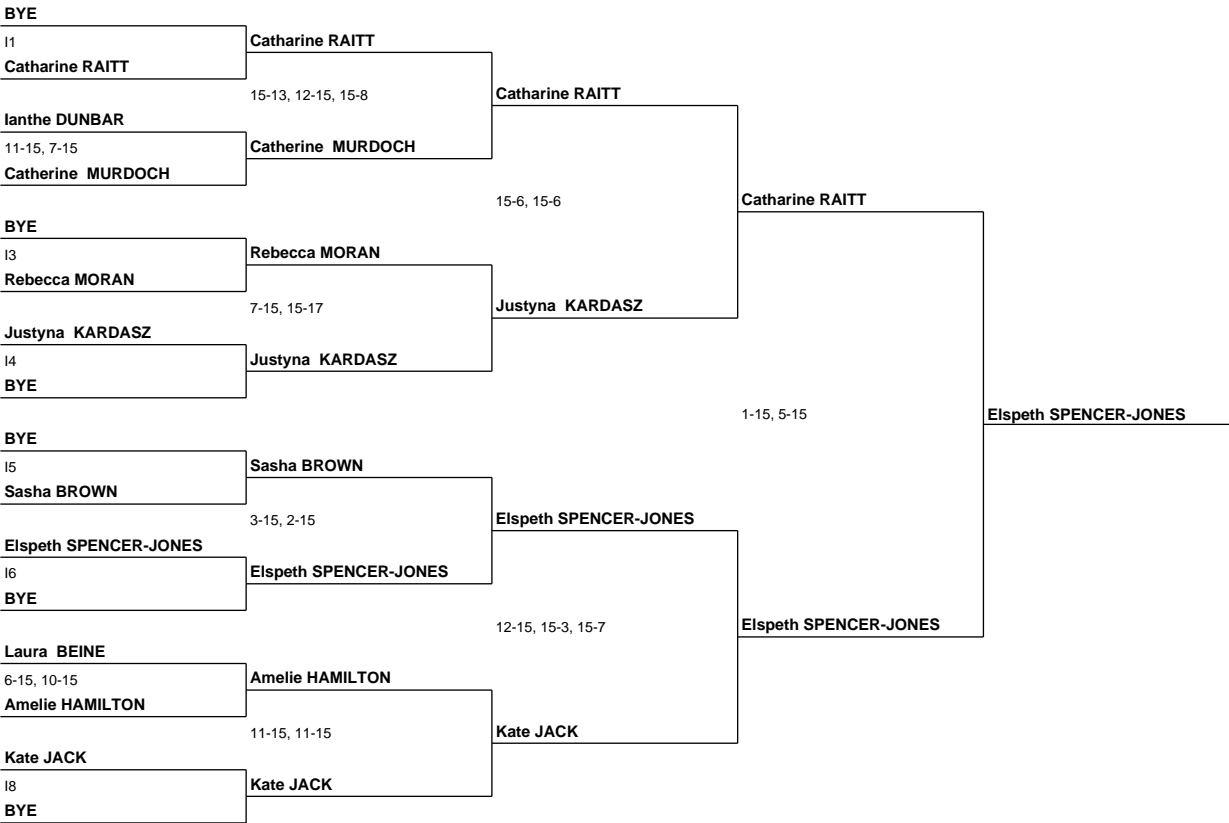 BYE
I1
Catharine RAITT
Catharine RAITT
15-13, 12-15, 15-8
Catharine RAITT
Ianthe DUNBAR
11-15, 7-15
Catherine MURDOCH
Catherine MURDOCH
15-6, 15-6
Catharine RAITT
BYE
I3
Rebecca MORAN
Rebecca MORAN
7-15, 15-17
Justyna KARDASZ
Justyna KARDASZ
I4
BYE
Justyna KARDASZ
1-15, 5-15
Elspeth SPENCER-JONES
BYE
I5
Sasha BROWN
Sasha BROWN
3-15, 2-15
Elspeth SPENCER-JONES
Elspeth SPENCER-JONES
I6
BYE
Elspeth SPENCER-JONES
12-15, 15-3, 15-7
Elspeth SPENCER-JONES
Laura BEINE
6-15, 10-15
Amelie HAMILTON
Amelie HAMILTON
11-15, 11-15
Kate JACK
Kate JACK
I8
BYE
Kate JACK